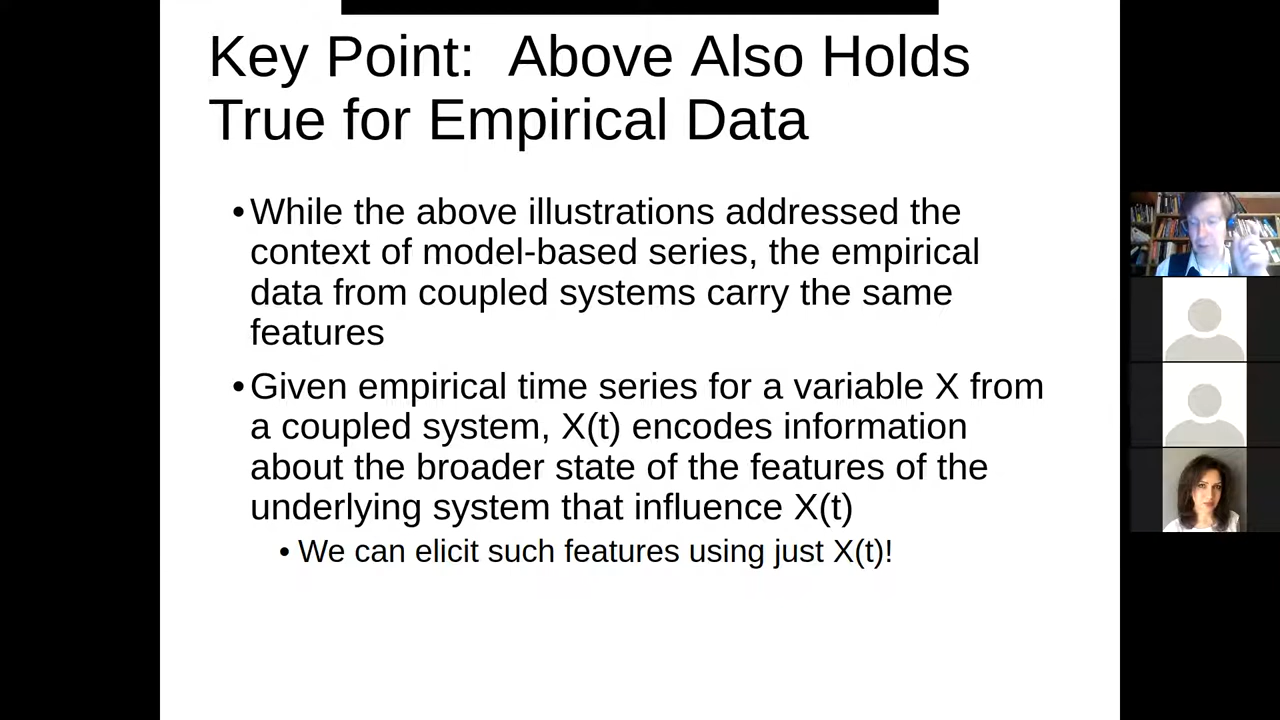 Key Point:  Above Also Holds
True for Empirical Data
•While the above illustrations addressed the
context of model-based series, the empirical
data from coupled systems carry the same
features
•Given empirical time series for a variable X from
a coupled system, X(t) encodes information
about the broader state of the features of the
underlying system that influence X(t)
• We can elicit such features using just X(t)!